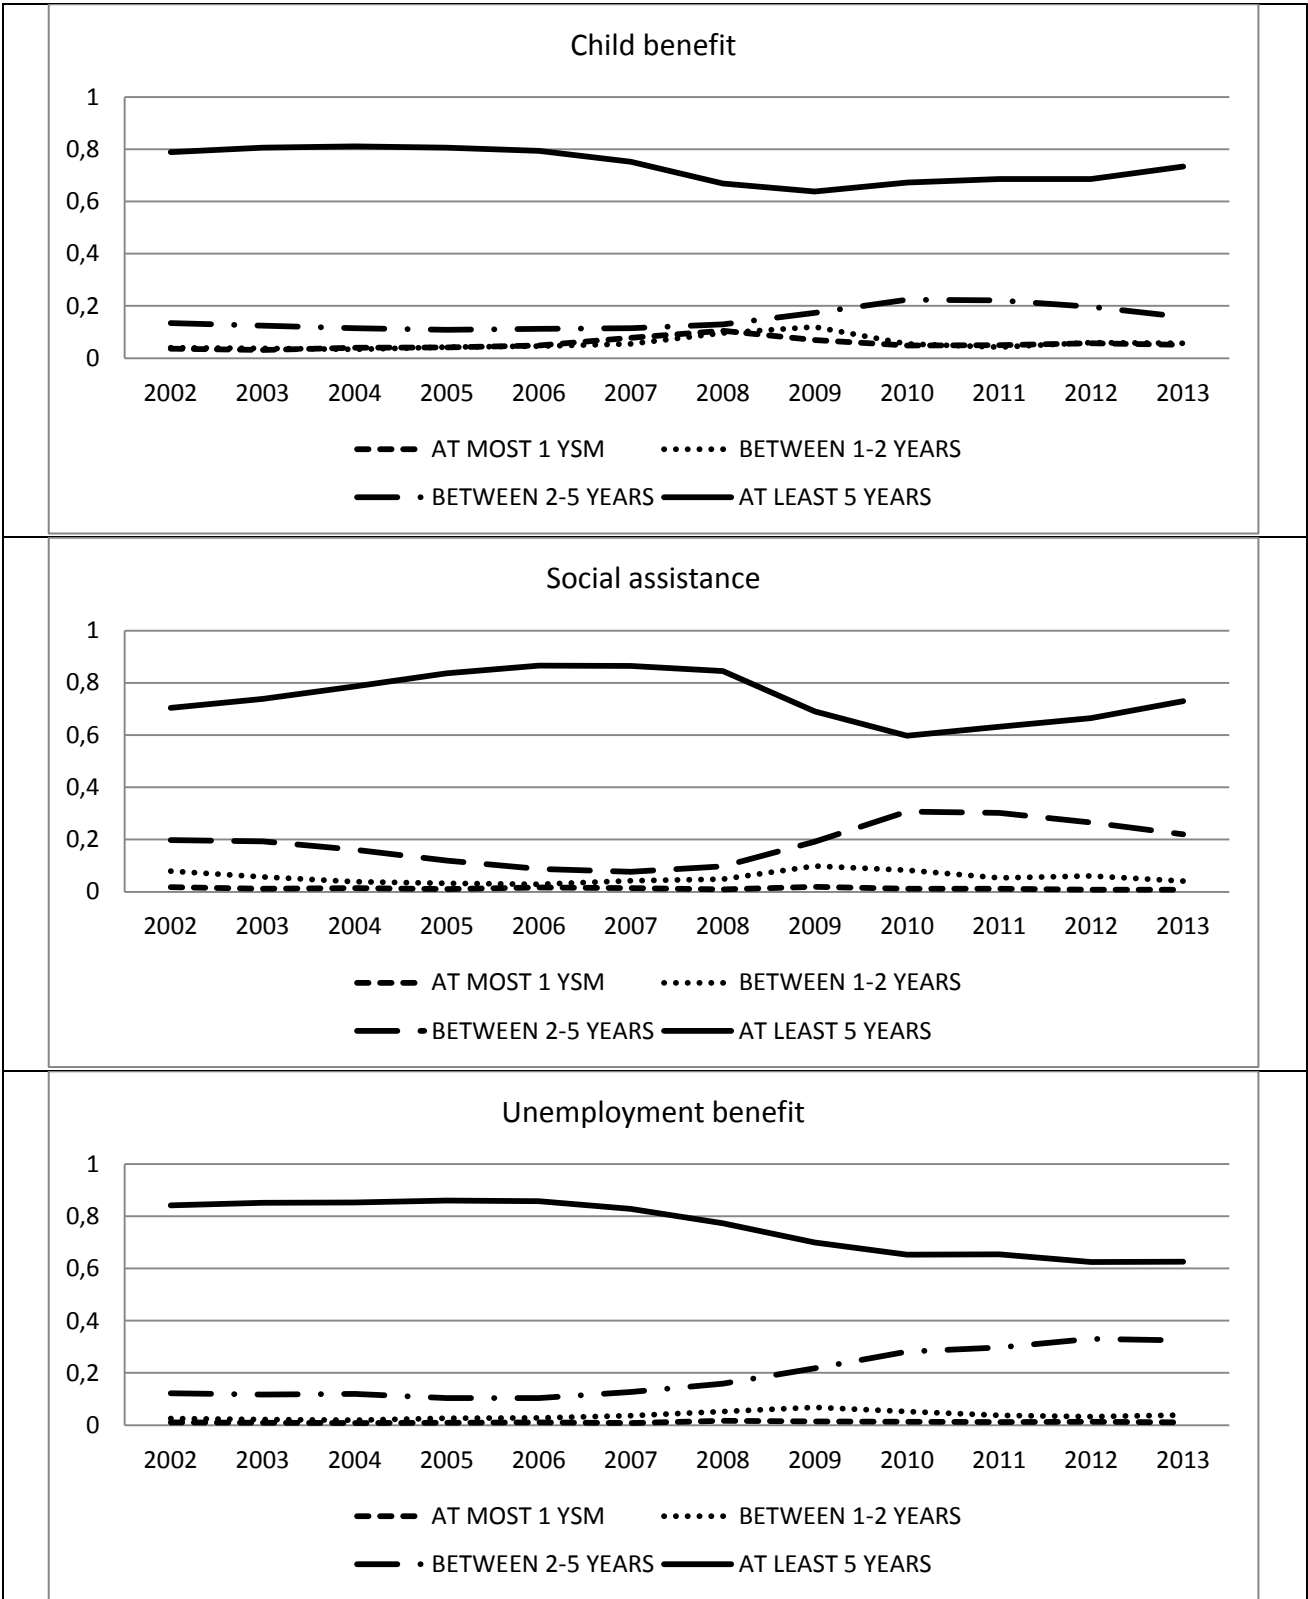 Child benefit
1
0,8
0,6
0,4
0,2
0
2002 2003 2004 2005 2006 2007 2008 2009 2010 2011 2012 2013
AT MOST 1 YSM BETWEEN 1-2 YEARS
BETWEEN 2-5 YEARS AT LEAST 5 YEARS
Social assistance
1
0,8
0,6
0,4
0,2
0
2002 2003 2004 2005 2006 2007 2008 2009 2010 2011 2012 2013
AT MOST 1 YSM BETWEEN 1-2 YEARS
BETWEEN 2-5 YEARS AT LEAST 5 YEARS
Unemployment benefit
1
0,8
0,6
0,4
0,2
0
2002 2003 2004 2005 2006 2007 2008 2009 2010 2011 2012 2013
AT MOST 1 YSM BETWEEN 1-2 YEARS
BETWEEN 2-5 YEARS AT LEAST 5 YEARS